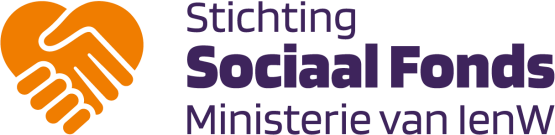 Stichting
Sociaal Fonds
Ministerie van IenW